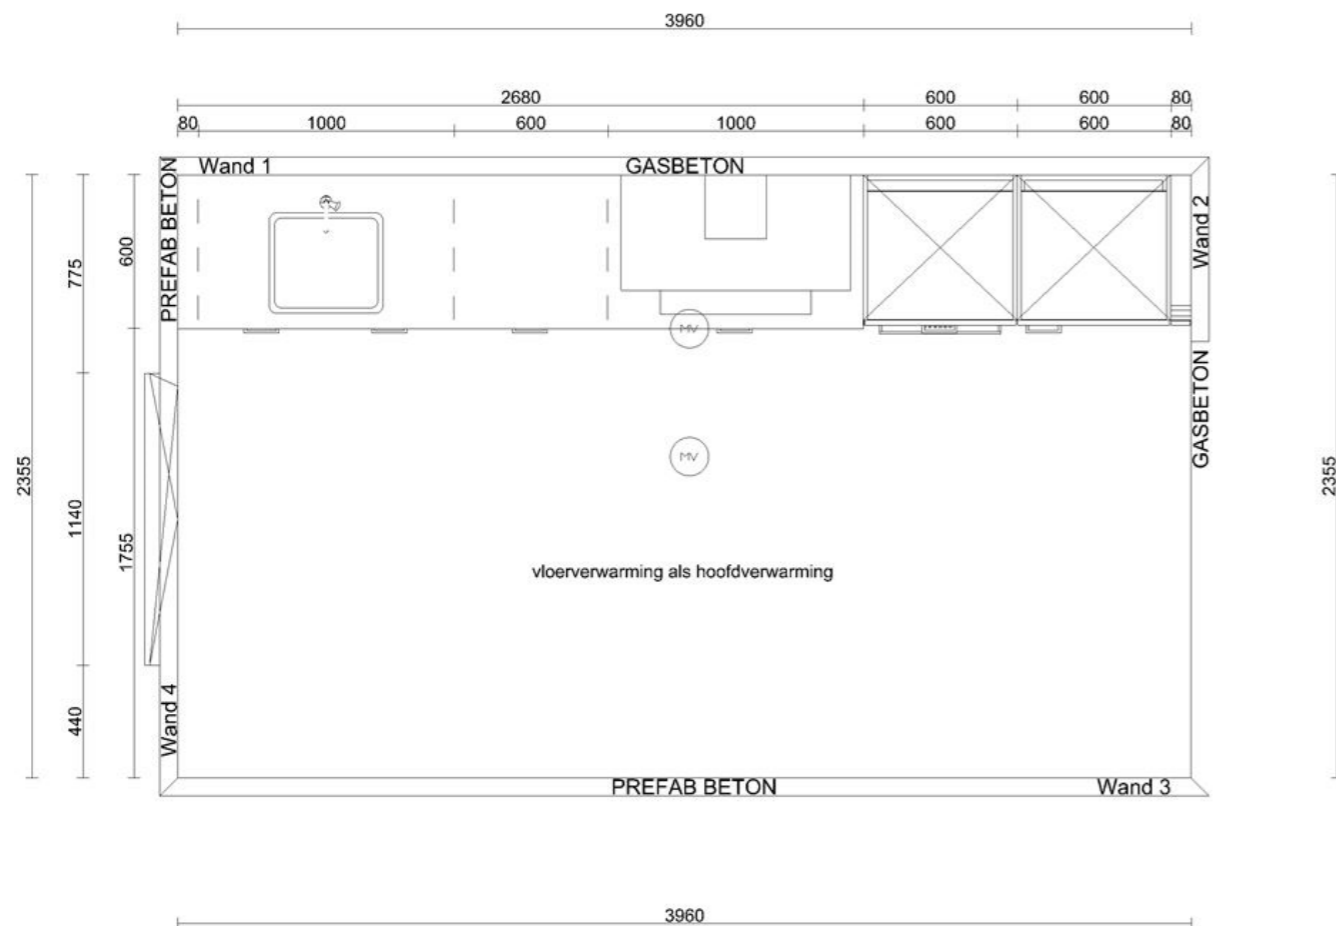 3960
2680 600 600 80
80 1000 600 1000 600 600 80
Wand 1 GASBETON
PREFAB BETON
Wand 2
600
775
MV
GASBETON
MV
2355
2355
1140
1755
vloerverwarming als hoofdverwarming
440
Wand 4
PREFAB BETON Wand 3
3960